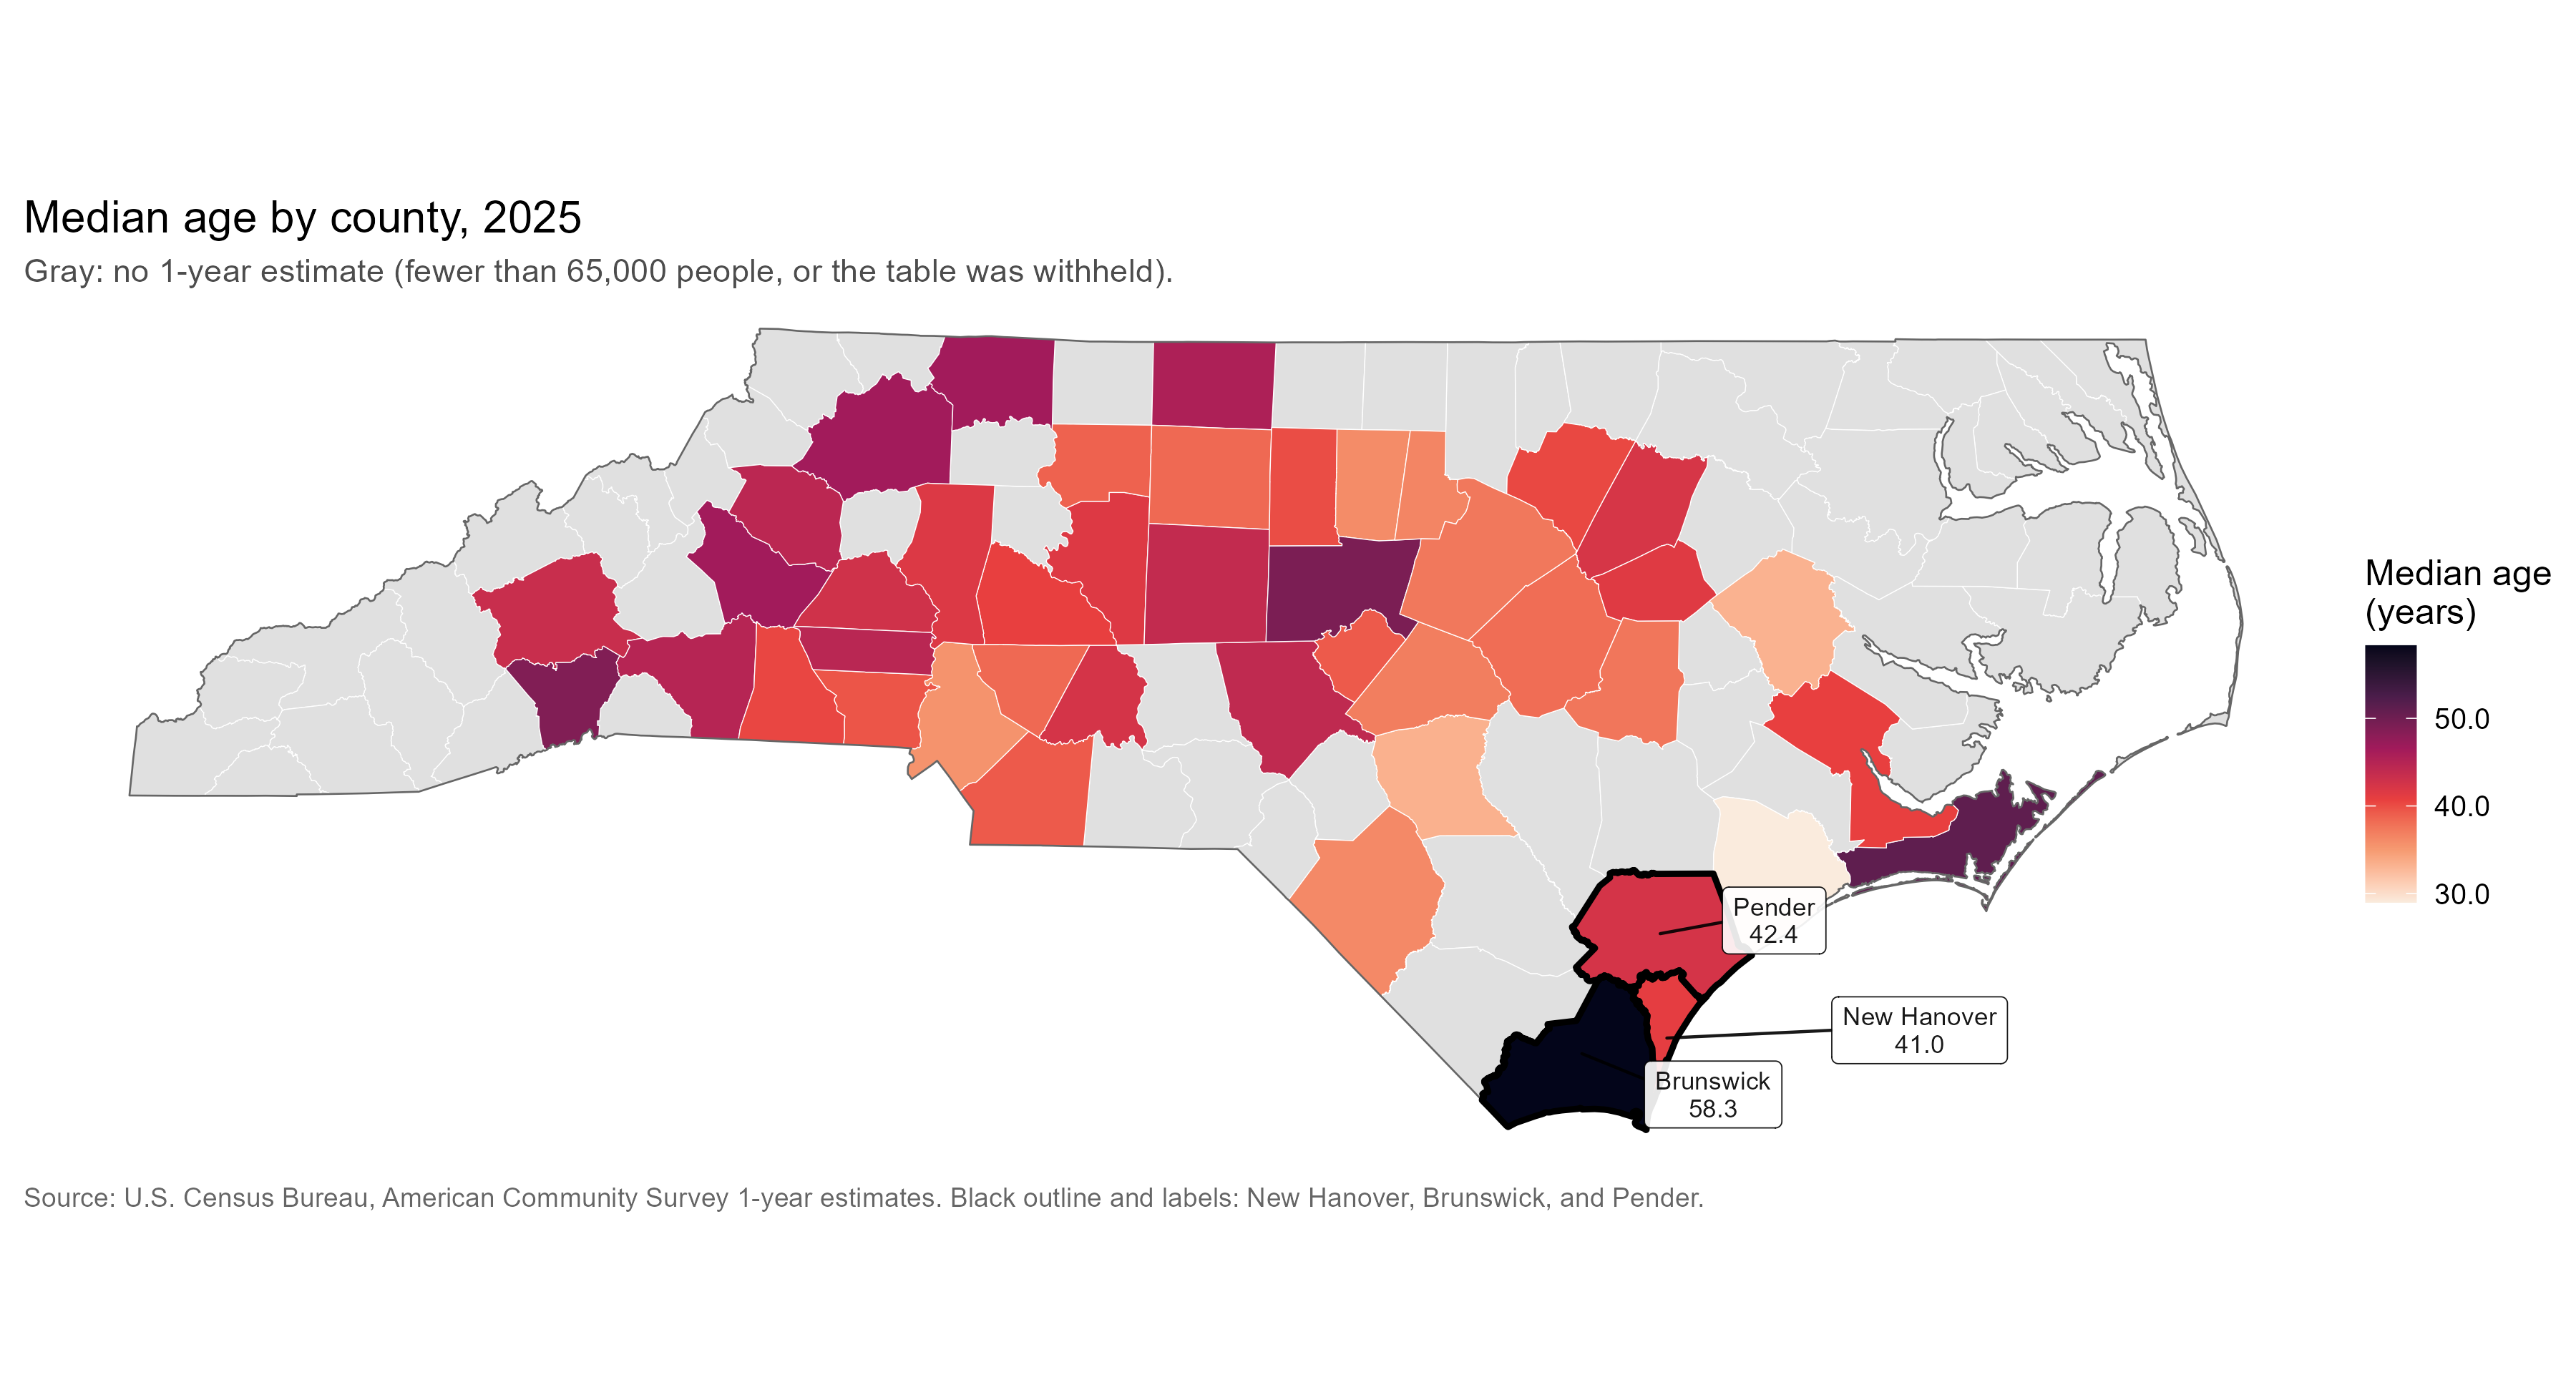 Median age by county, 2025
Gray: no 1-year estimate (fewer than 65,000 people, or the table was withheld).
Median age
(years)
50.0
40.0
30.0
Pender
42.4
New Hanover
41.0
Brunswick
58.3
Source: U.S. Census Bureau, American Community Survey 1-year estimates. Black outline and labels: New Hanover, Brunswick, and Pender.